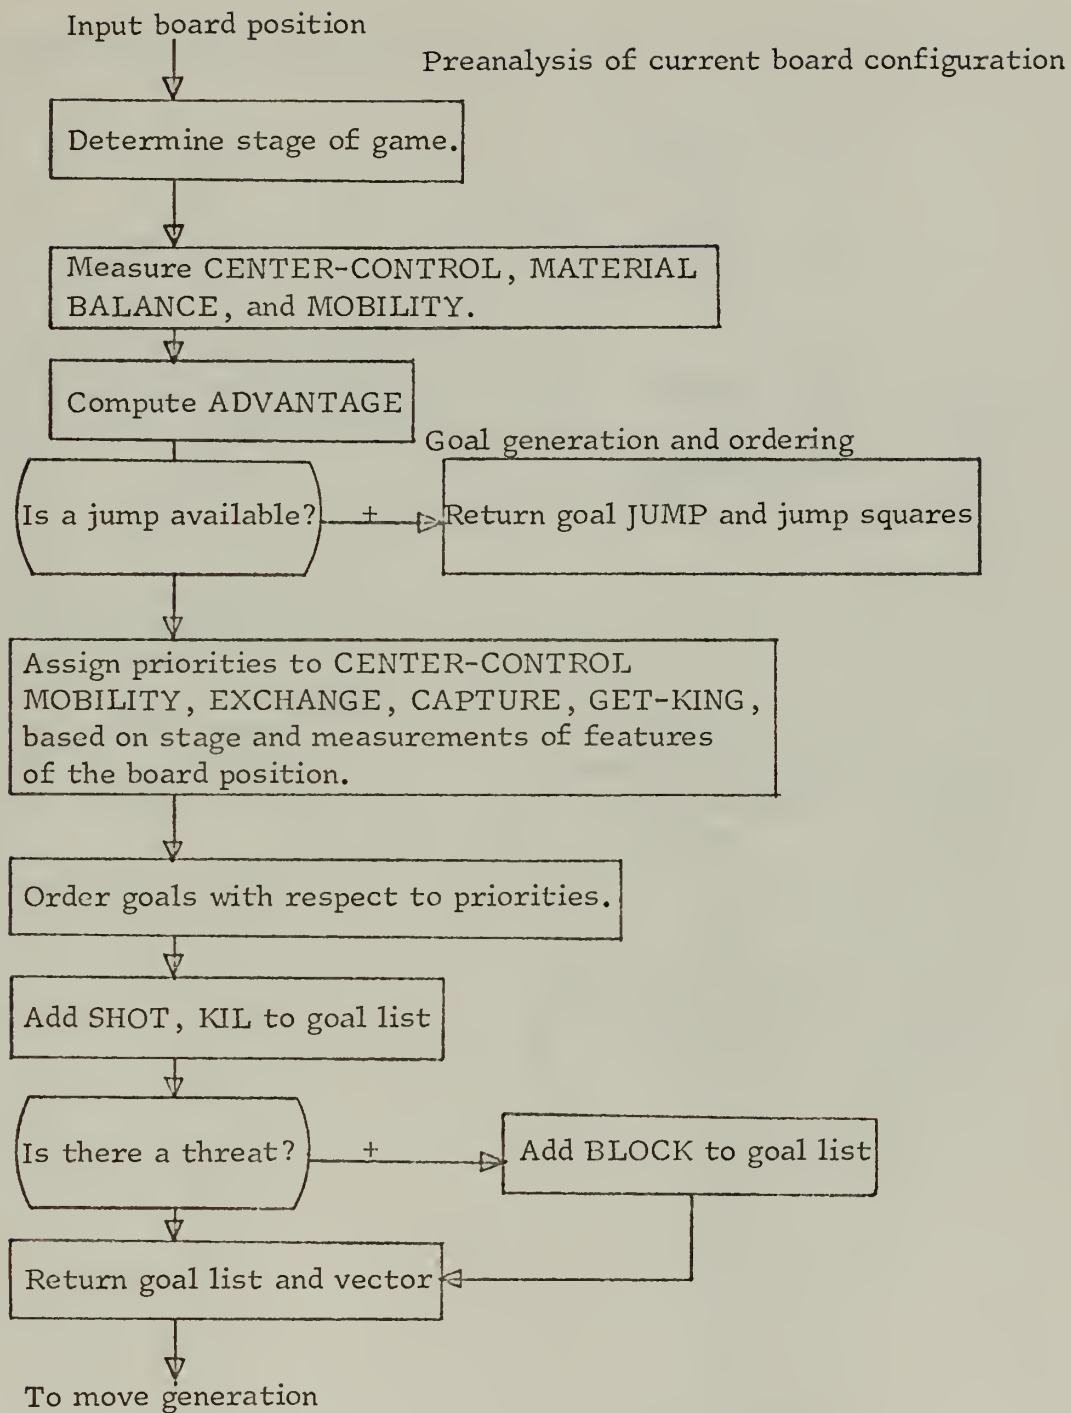 Input board position
Preanalysis of current board configuration
Determine stage of game.
Measure CENTER-CONTROL, MATERIAL
BALANCE, and MOBILITY.
Compute ADVANTAGE
Goal generation and ordering
Is a jump available?
+
Return goal JUMP and jump squares
Assign priorities to CENTER-CONTROL
MOBILITY, EXCHANGE, CAPTURE, GET-KING,
based on stage and measurements of features
of the board position.
Order goals with respect to priorities.
Add SHOT, KIL to goal list
Is there a threat?
+
Add BLOCK to goal list
Return goal list and vector
To move generation